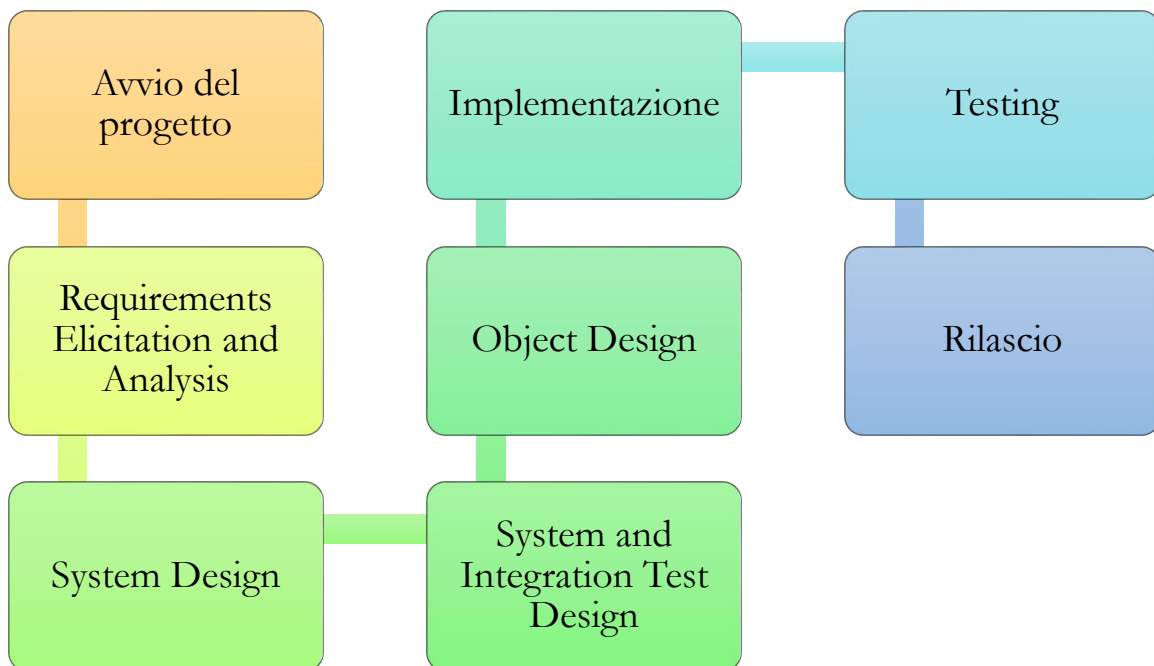 Avvio del
progetto
Requirements
Elicitation and
Analysis
System Design
System and
Integration Test
Design
Object Design
Implementazione
Testing
Rilascio